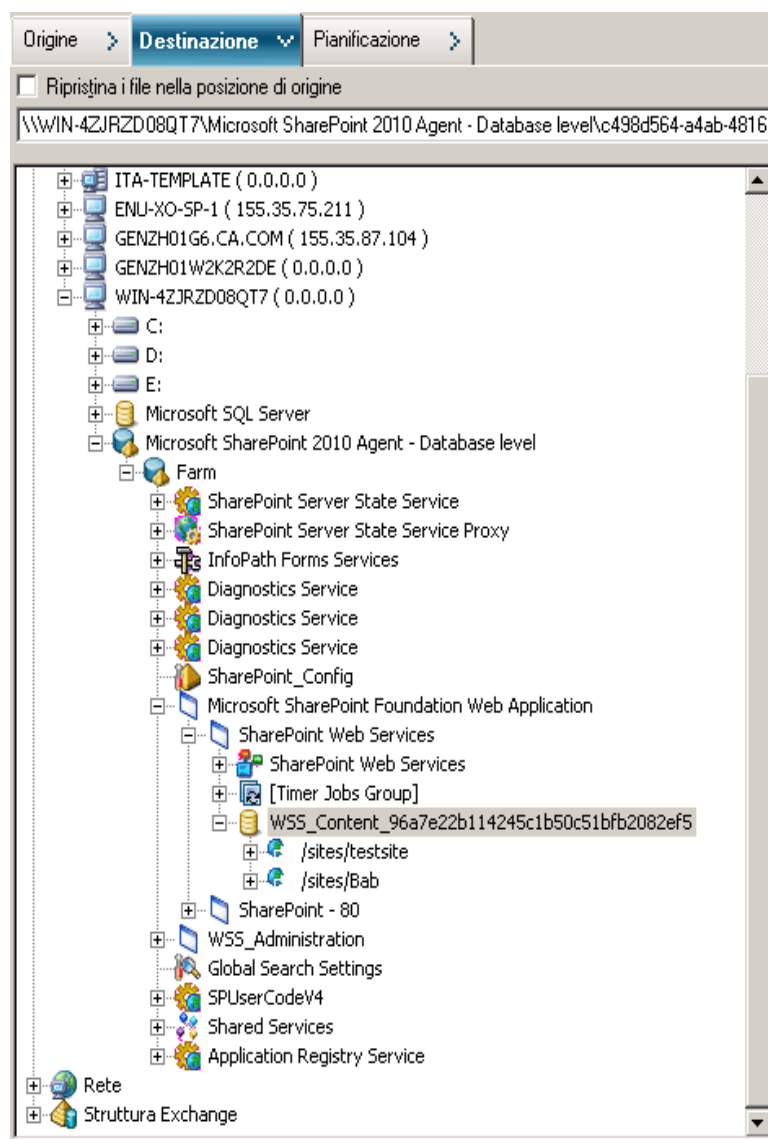 Origine
Destinazione
Pianificazione
Ripristina i file nella posizione di origine
\\WIN-4ZJRZD08QT7\Microsoft SharePoint 2010 Agent - Database level\c498d564-a4ab-4816
ITA-TEMPLATE ( 0.0.0.0 )
ENU-XO-SP-1 ( 155.35.75.211 )
GENZH01G6.CA.COM ( 155.35.87.104 )
GENZH01W2K2R2DE ( 0.0.0.0 )
WIN-4ZJRZD08QT7 ( 0.0.0.0 )
C:
D:
E:
Microsoft SQL Server
Microsoft SharePoint 2010 Agent - Database level
Farm
SharePoint Server State Service
SharePoint Server State Service Proxy
InfoPath Forms Services
Diagnostics Service
Diagnostics Service
Diagnostics Service
SharePoint_Config
Microsoft SharePoint Foundation Web Application
SharePoint Web Services
SharePoint Web Services
[Timer Jobs Group]
WSS_Content_96a7e22b114245c1b50c51bfb2082ef5
/sites/testsite
/sites/Bab
SharePoint - 80
WSS_Administration
Global Search Settings
SPUserCodeV4
Shared Services
Application Registry Service
Rete
Struttura Exchange